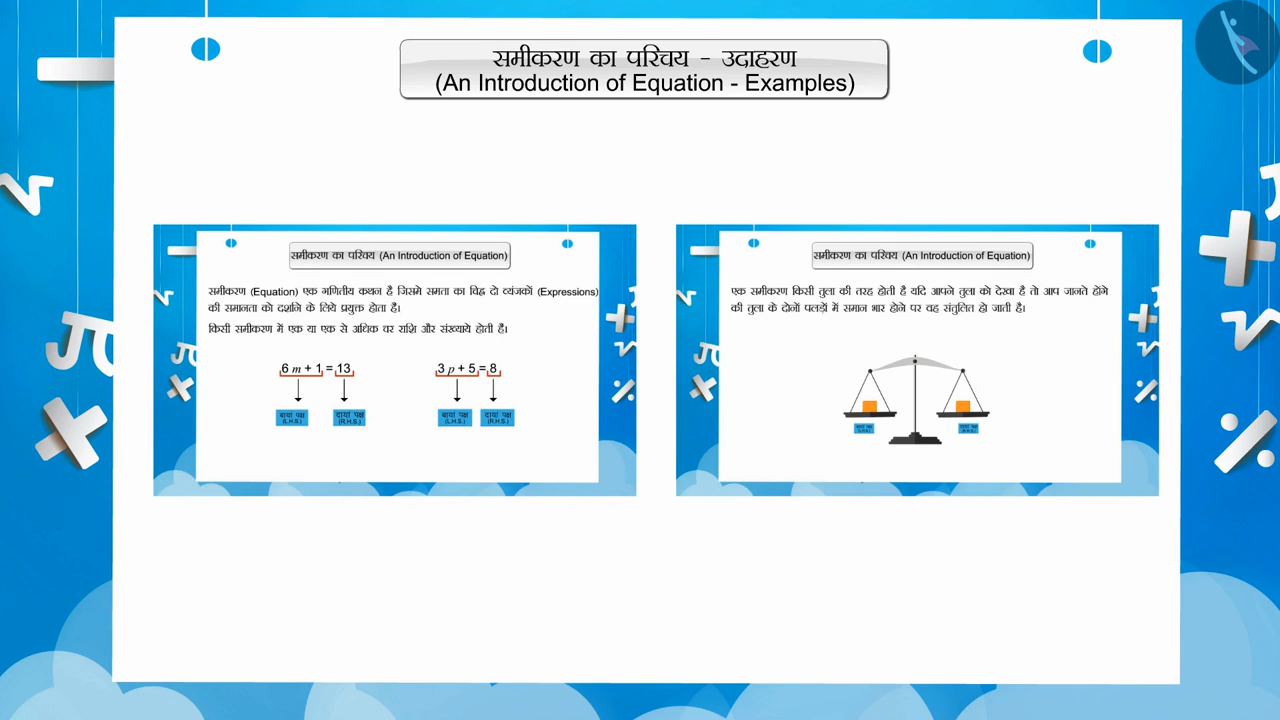 समीकरण का परिचय - उदाहरण
(An Introduction of Equation - Examples)
समीकरण का परिचय (An Introduction of Equation)
समीकरण (Equation) एक गणितीय कथन है जिसमे समता का चिह्न दो व्यंजकों (Expressions)
की समानता को दर्शाने के लिये प्रयुक्त होता है।
किसी समीकरण में एक या एक से अधिक चर राशि और संख्याये होती हैं।
6 m + 1 = 13
3 p + 5 = 8
बायां पक्ष
(L.H.S.)
दायां पक्ष
(R.H.S.)
बायां पक्ष
(L.H.S.)
दायां पक्ष
(R.H.S.)
समीकरण का परिचय (An Introduction of Equation)
एक समीकरण किसी तुला की तरह होती है यदि आपने तुला को देखा है तो आप जानते होंगे
की तुला के दोनों पलड़ों में समान भार होने पर वह संतुलित हो जाती है।
बायां पक्ष
(L.H.S.)
दायां पक्ष
(R.H.S.)